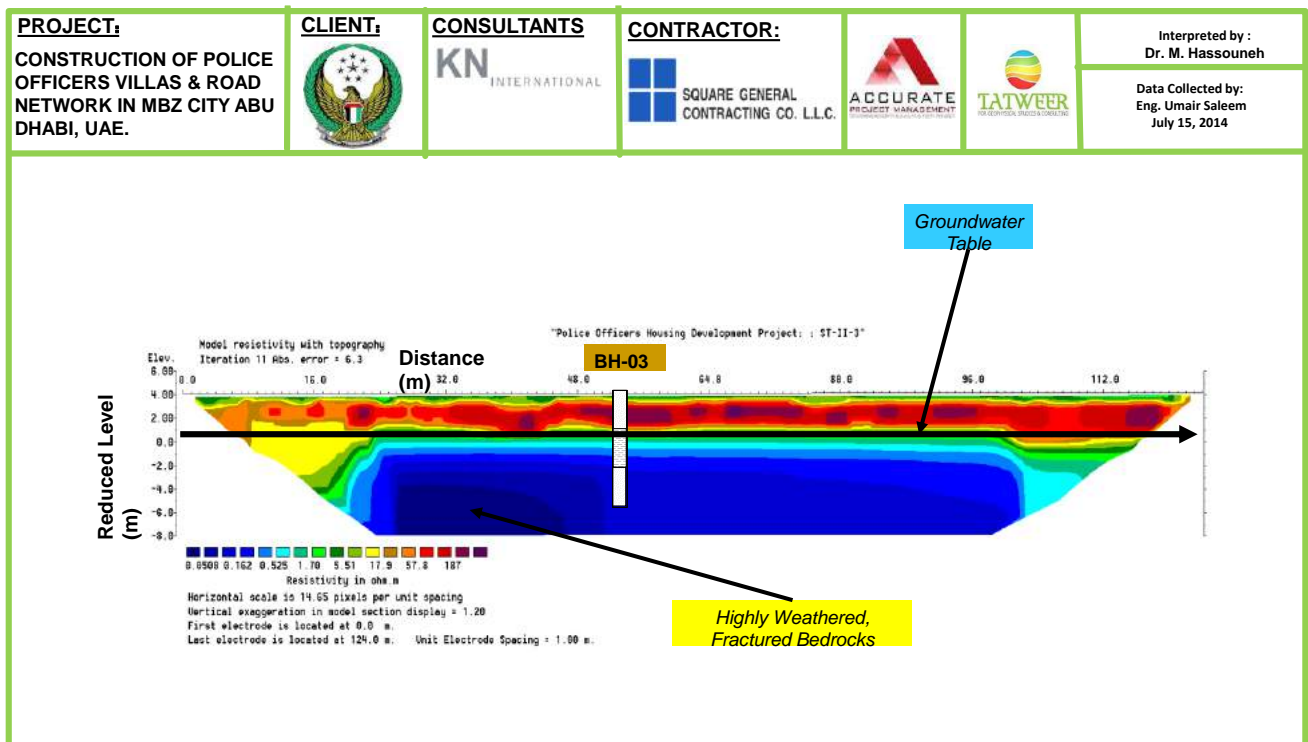 PROJECT:
CONSTRUCTION OF POLICE
OFFICERS VILLAS & ROAD
NETWORK IN MBZ CITY ABU
DHABI, UAE.
CLIENT:
CONSULTANTS
KN
INTERNATIONAL
CONTRACTOR:
SQUARE GENERAL
CONTRACTING CO. L.L.C.
ACCURATE
PROJECT MANAGEMENT
TATWEER
FOR GEOPHYSICAL STUDIES & CONSULTING
Interpreted by :
Dr. M. Hassouneh
Data Collected by:
Eng. Umair Saleem
July 15, 2014
Groundwater
Table
"Police Officers Housing Development Project: : ST-II-3"
Model resistivity with topography
Iteration 11 Abs. error = 6.3
Elev.
Distance
(m)
BH-03
0.0 16.0 32.0 48.0 64.0 80.0 96.0 112.0
6.00
4.00
2.00
0.0
-2.0
-4.0
-6.0
-8.0
Reduced Level
(m)
0.0508 0.162 0.525 1.70 5.51 17.9 57.8 187
Resistivity in ohm.m
Horizontal scale is 14.65 pixels per unit spacing
Vertical exaggeration in model section display = 1.20
First electrode is located at 0.0 m.
Last electrode is located at 124.0 m. Unit Electrode Spacing = 1.00 m.
Highly Weathered,
Fractured Bedrocks